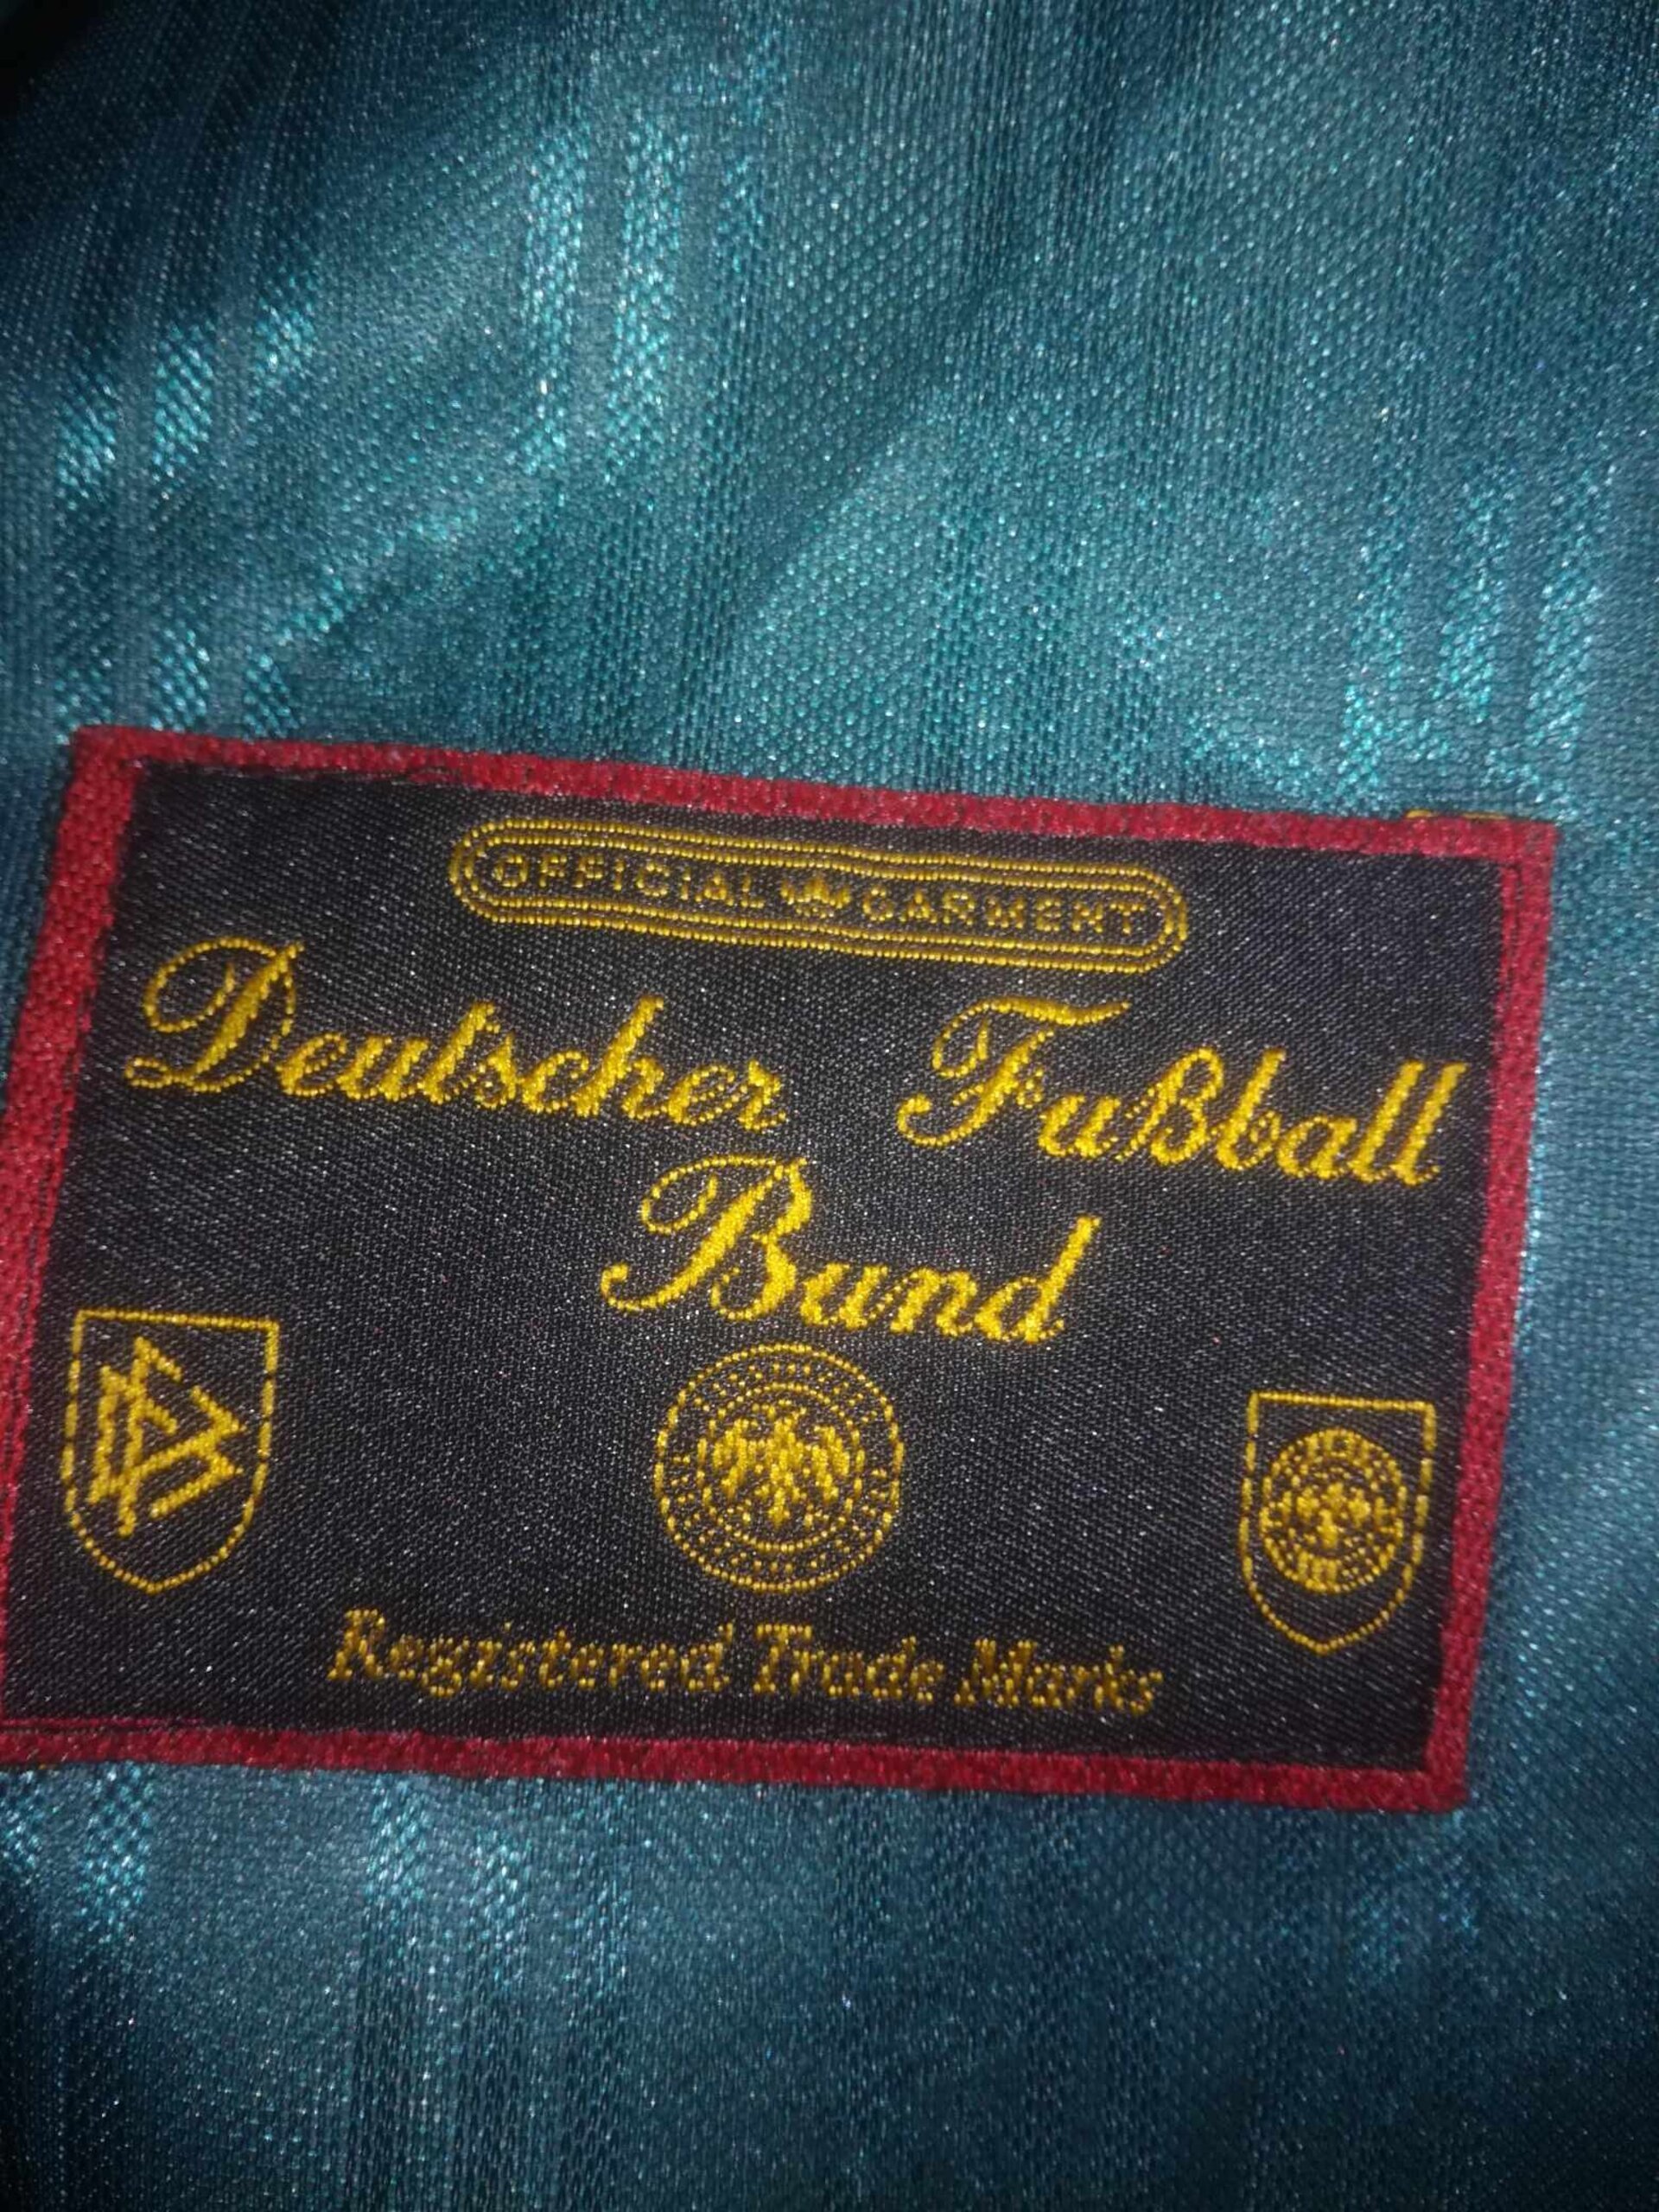 OFFICIAL GARMENT
Deutscher Fußball
Bund
Registered Trade Marks